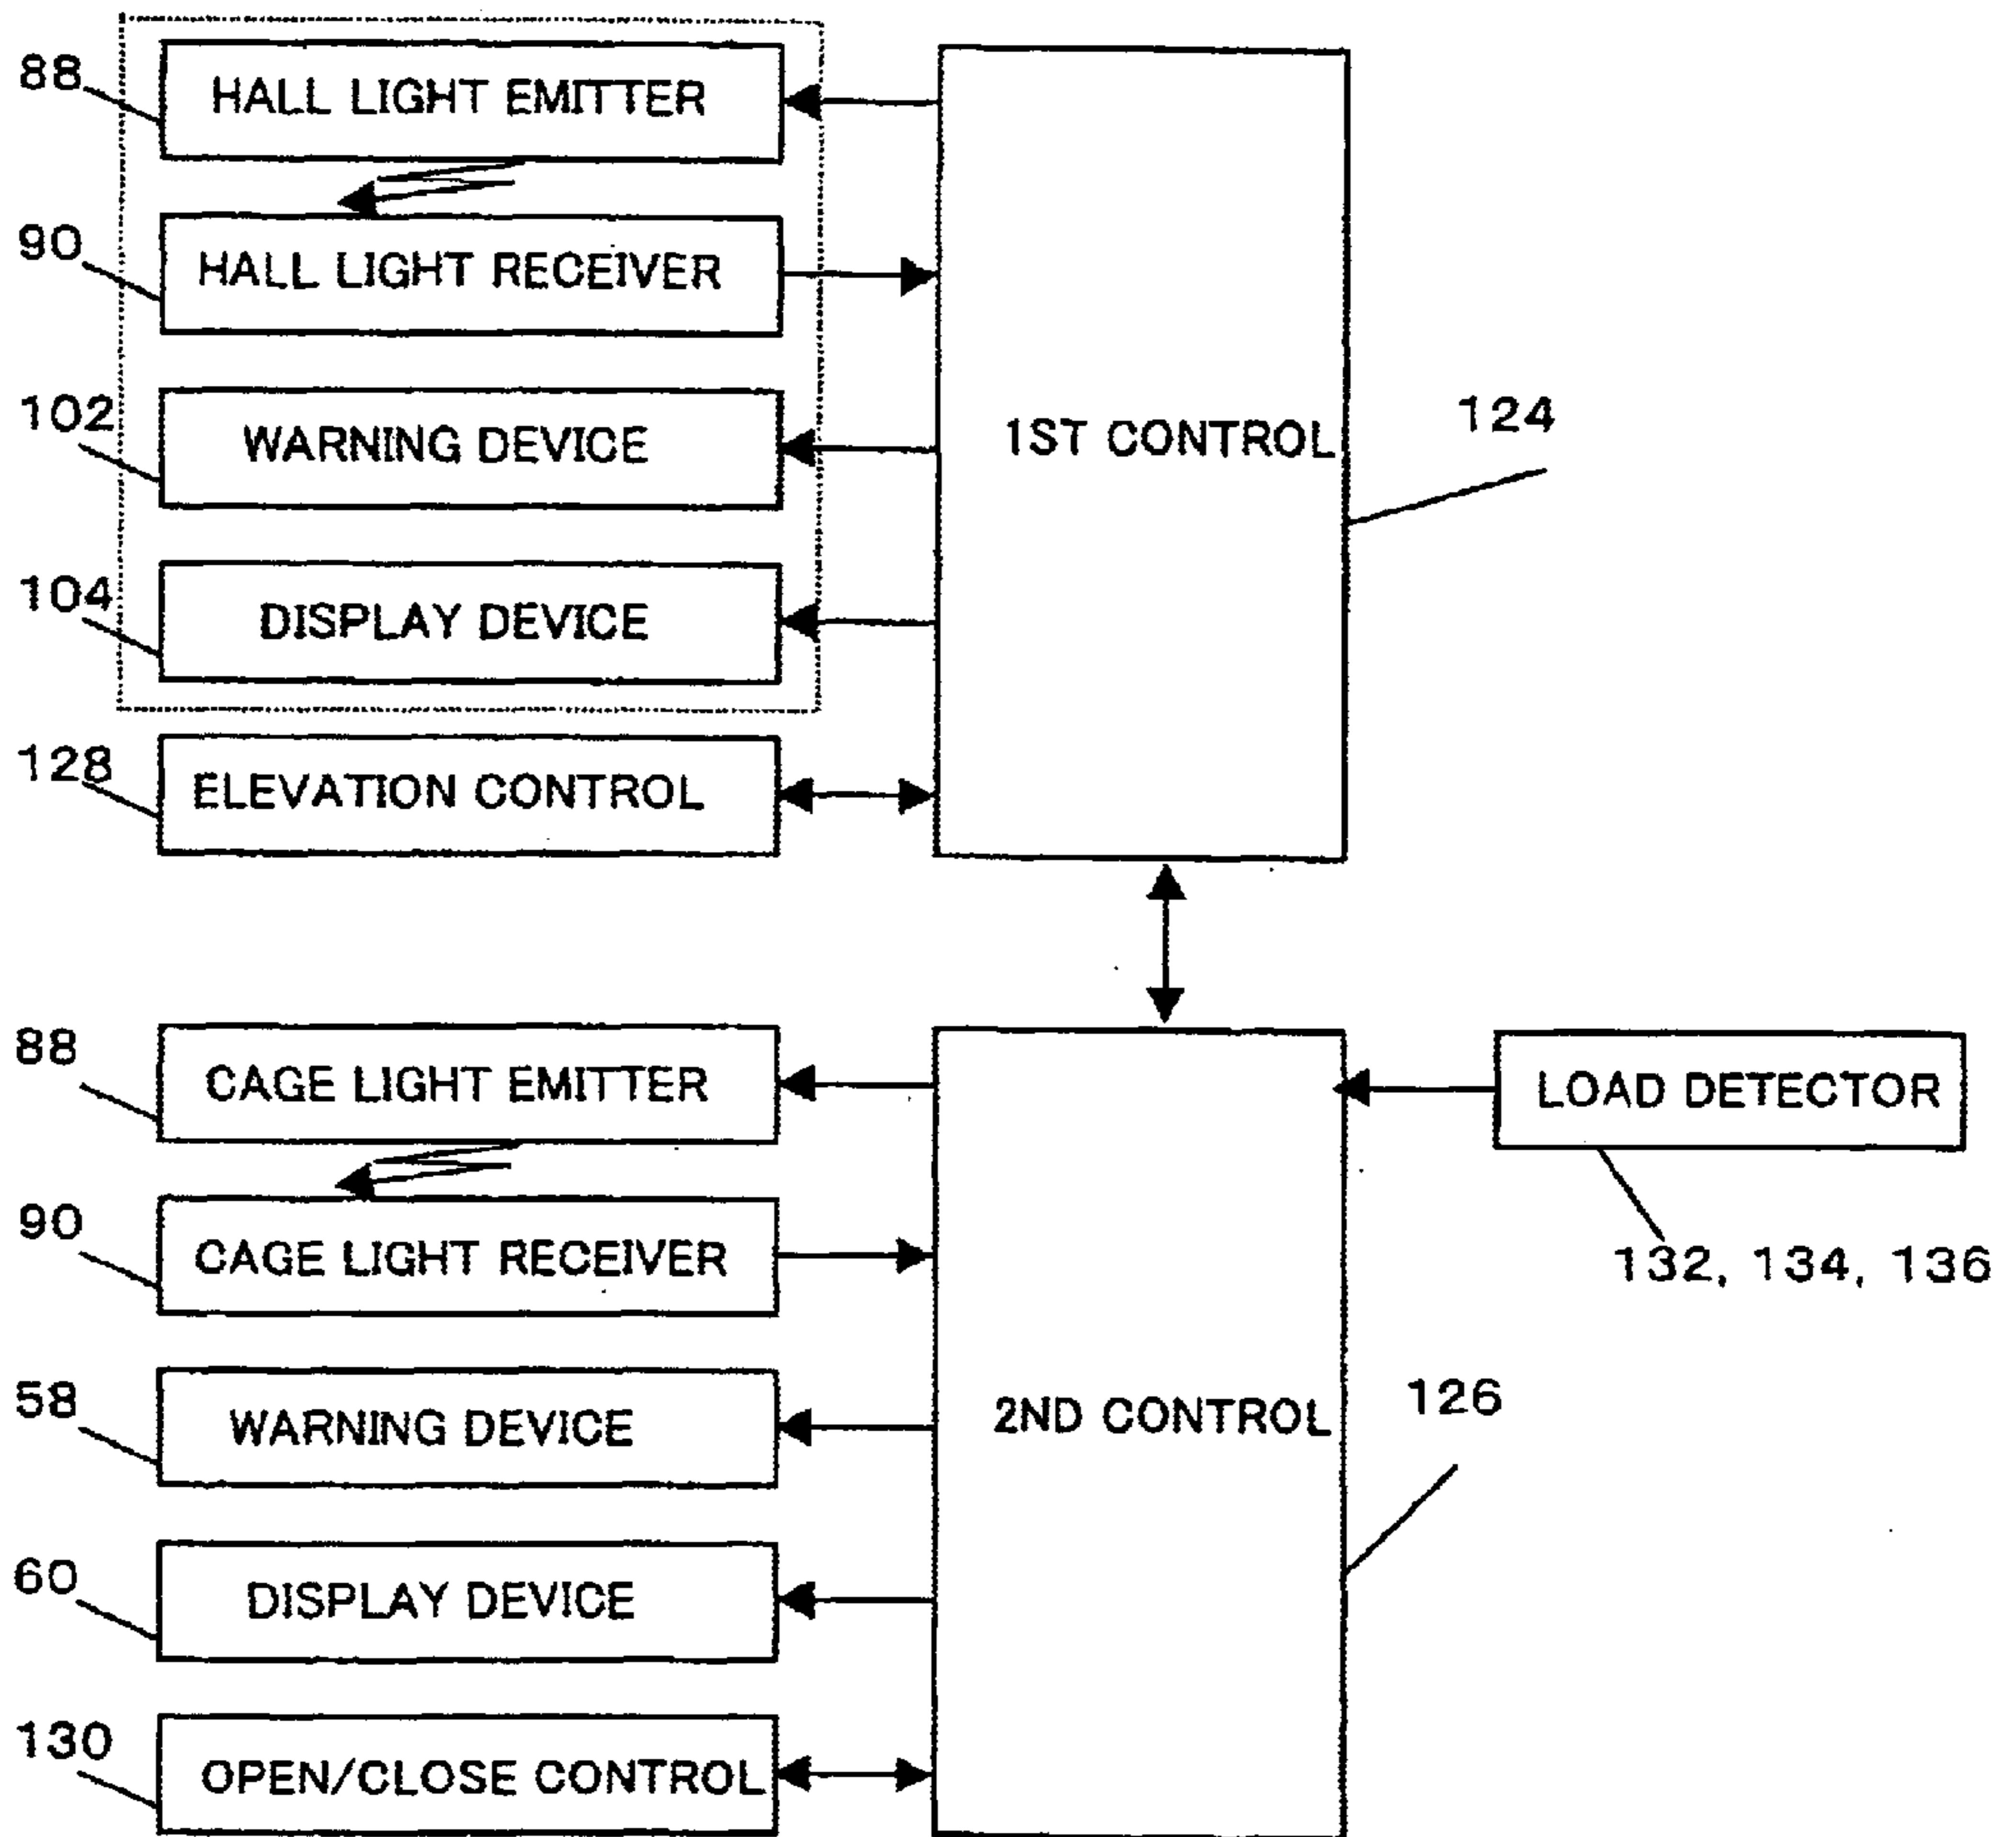 88
HALL LIGHT EMITTER
90
HALL LIGHT RECEIVER
102
WARNING DEVICE
1ST CONTROL
124
104
DISPLAY DEVICE
128
ELEVATION CONTROL
88
CAGE LIGHT EMITTER
LOAD DETECTOR
90
CAGE LIGHT RECEIVER
132, 134, 136
58
WARNING DEVICE
2ND CONTROL
126
60
DISPLAY DEVICE
130
OPEN/CLOSE CONTROL